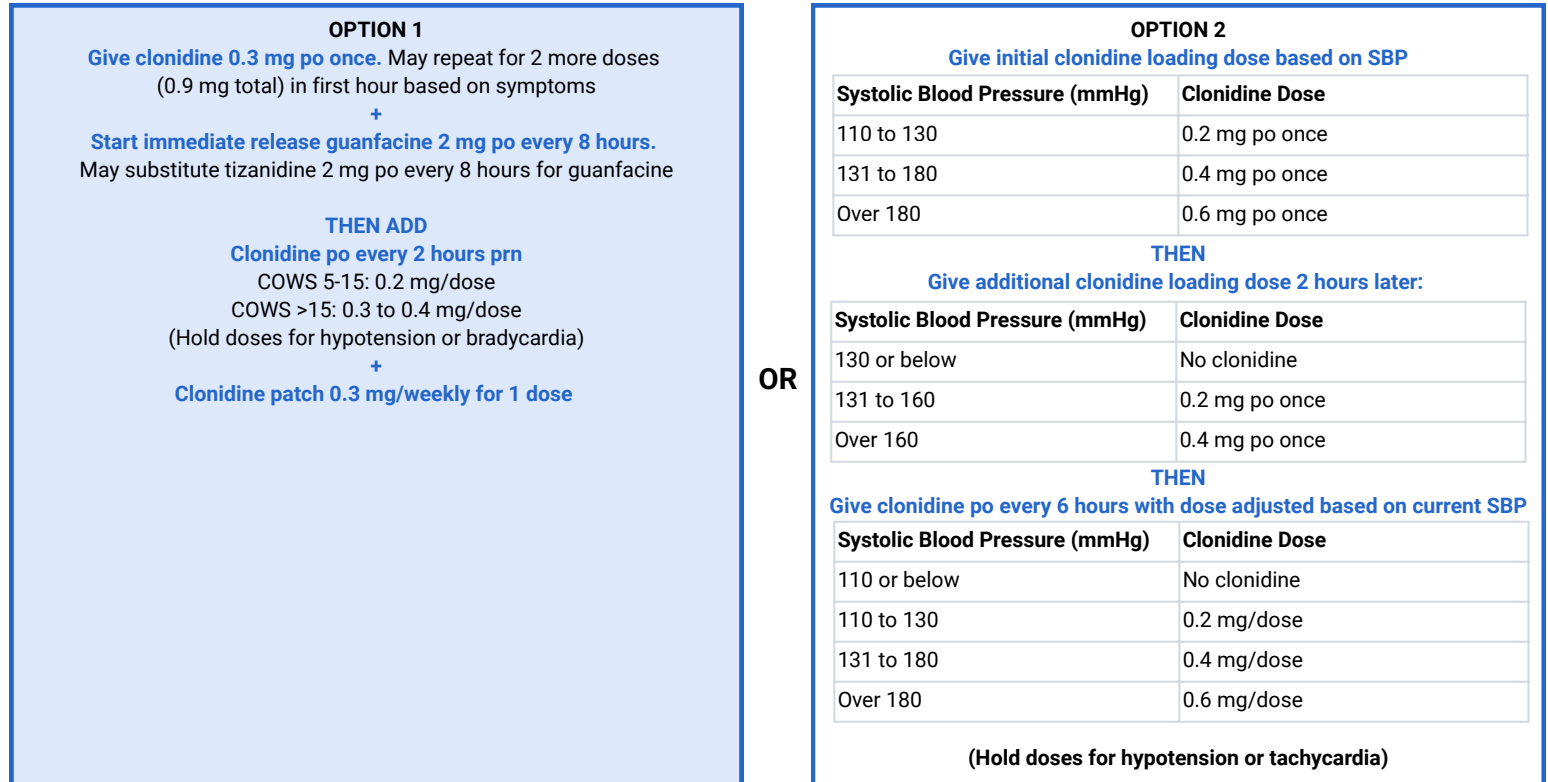 OPTION 1
Give clonidine 0.3 mg po once. May repeat for 2 more doses
(0.9 mg total) in first hour based on symptoms
+
Start immediate release guanfacine 2 mg po every 8 hours.
May substitute tizanidine 2 mg po every 8 hours for guanfacine
THEN ADD
Clonidine po every 2 hours prn
COWS 5-15: 0.2 mg/dose
COWS >15: 0.3 to 0.4 mg/dose
(Hold doses for hypotension or bradycardia)
+
Clonidine patch 0.3 mg/weekly for 1 dose
OR
OPTION 2
Give initial clonidine loading dose based on SBP
Systolic Blood Pressure (mmHg) Clonidine Dose
110 to 130 0.2 mg po once
131 to 180 0.4 mg po once
Over 180 0.6 mg po once
THEN
Give additional clonidine loading dose 2 hours later:
Systolic Blood Pressure (mmHg) Clonidine Dose
130 or below No clonidine
131 to 160 0.2 mg po once
Over 160 0.4 mg po once
THEN
Give clonidine po every 6 hours with dose adjusted based on current SBP
Systolic Blood Pressure (mmHg) Clonidine Dose
110 or below No clonidine
110 to 130 0.2 mg/dose
131 to 180 0.4 mg/dose
Over 180 0.6 mg/dose
(Hold doses for hypotension or tachycardia)